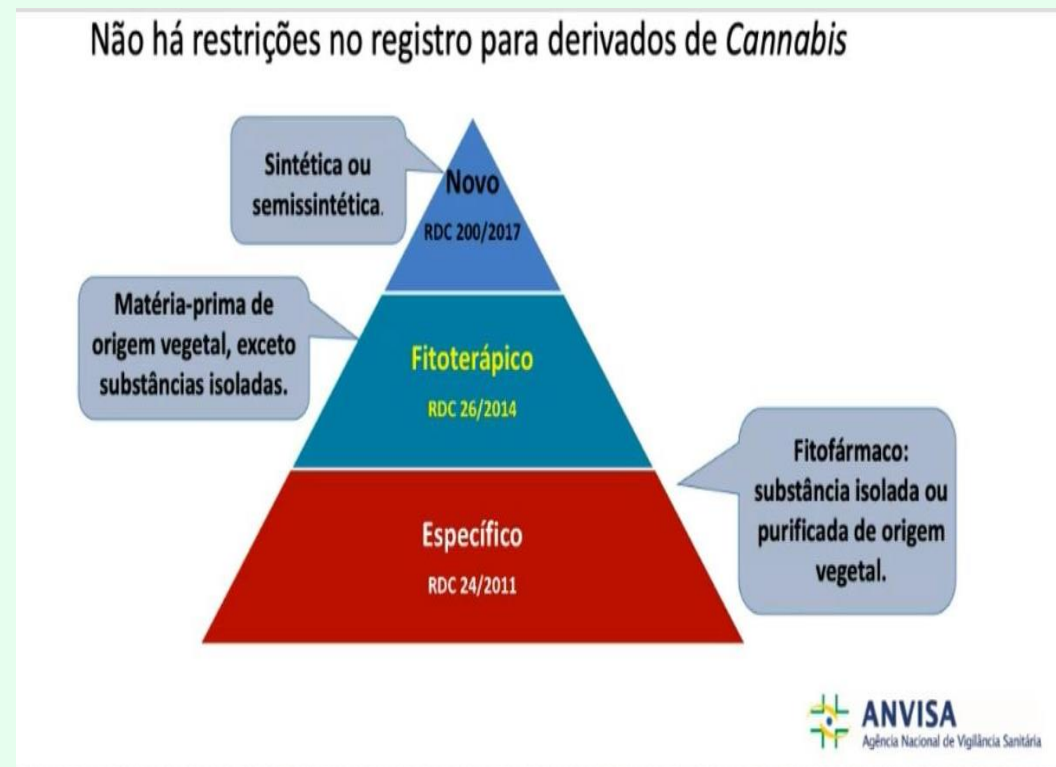 Não há restrições no registro para derivados de Cannabis
Sintética ou
semissintética.
Novo
RDC 200/2017
Matéria-prima de
origem vegetal, exceto
substâncias isoladas.
Fitoterápico
RDC 26/2014
Fitofármaco:
substância isolada ou
purificada de origem
vegetal.
Específico
RDC 24/2011
ANVISA
Agência Nacional de Vigilância Sanitária